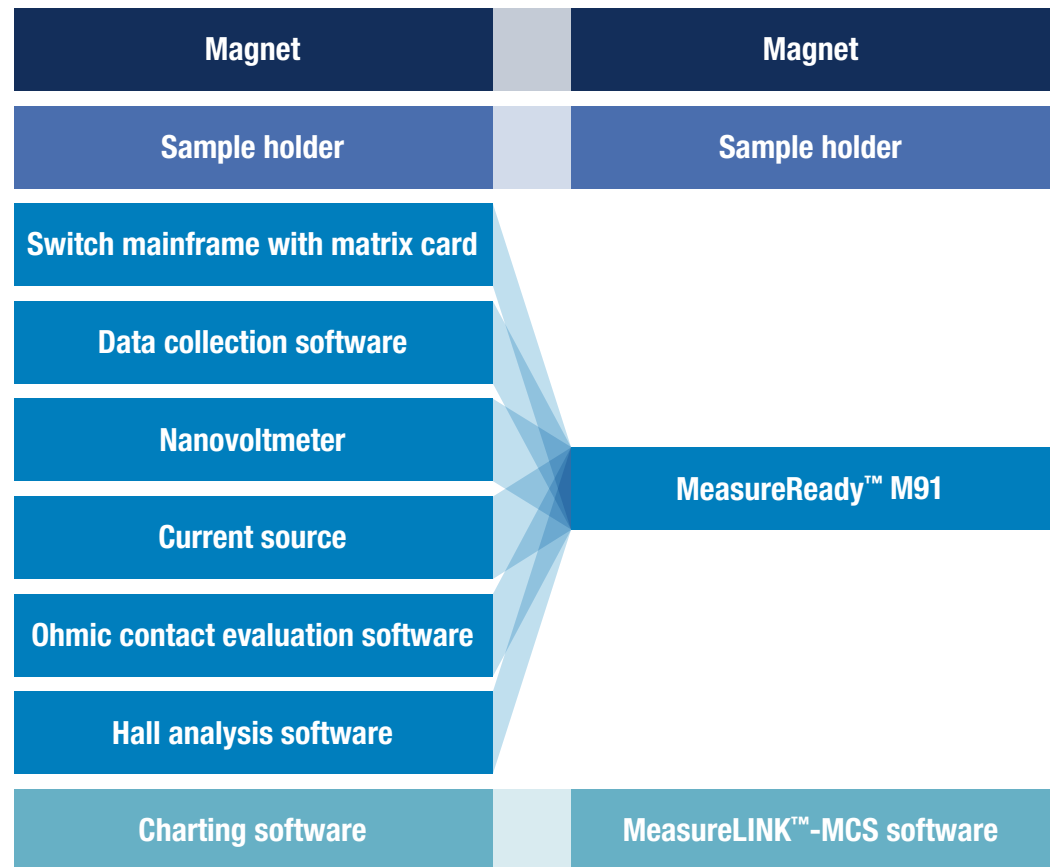 Magnet
Magnet
Sample holder
Sample holder
Switch mainframe with matrix card
Data collection software
Nanovoltmeter
Current source
Ohmic contact evaluation software
Hall analysis software
MeasureReady™ M91
Charting software
MeasureLINK™-MCS software